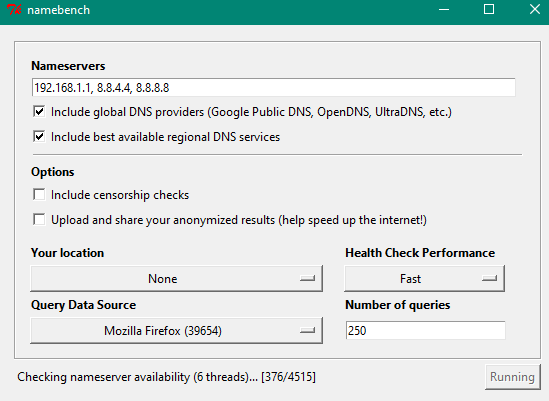 namebench
Nameservers
192.168.1.1, 8.8.4.4, 8.8.8.8
Include global DNS providers (Google Public DNS, OpenDNS, UltraDNS, etc.)
Include best available regional DNS services
Options
Include censorship checks
Upload and share your anonymized results (help speed up the internet!)
Your location
Health Check Performance
None
Fast
Query Data Source
Number of queries
Mozilla Firefox (39654)
250
Checking nameserver availability (6 threads)... [376/4515]
Running